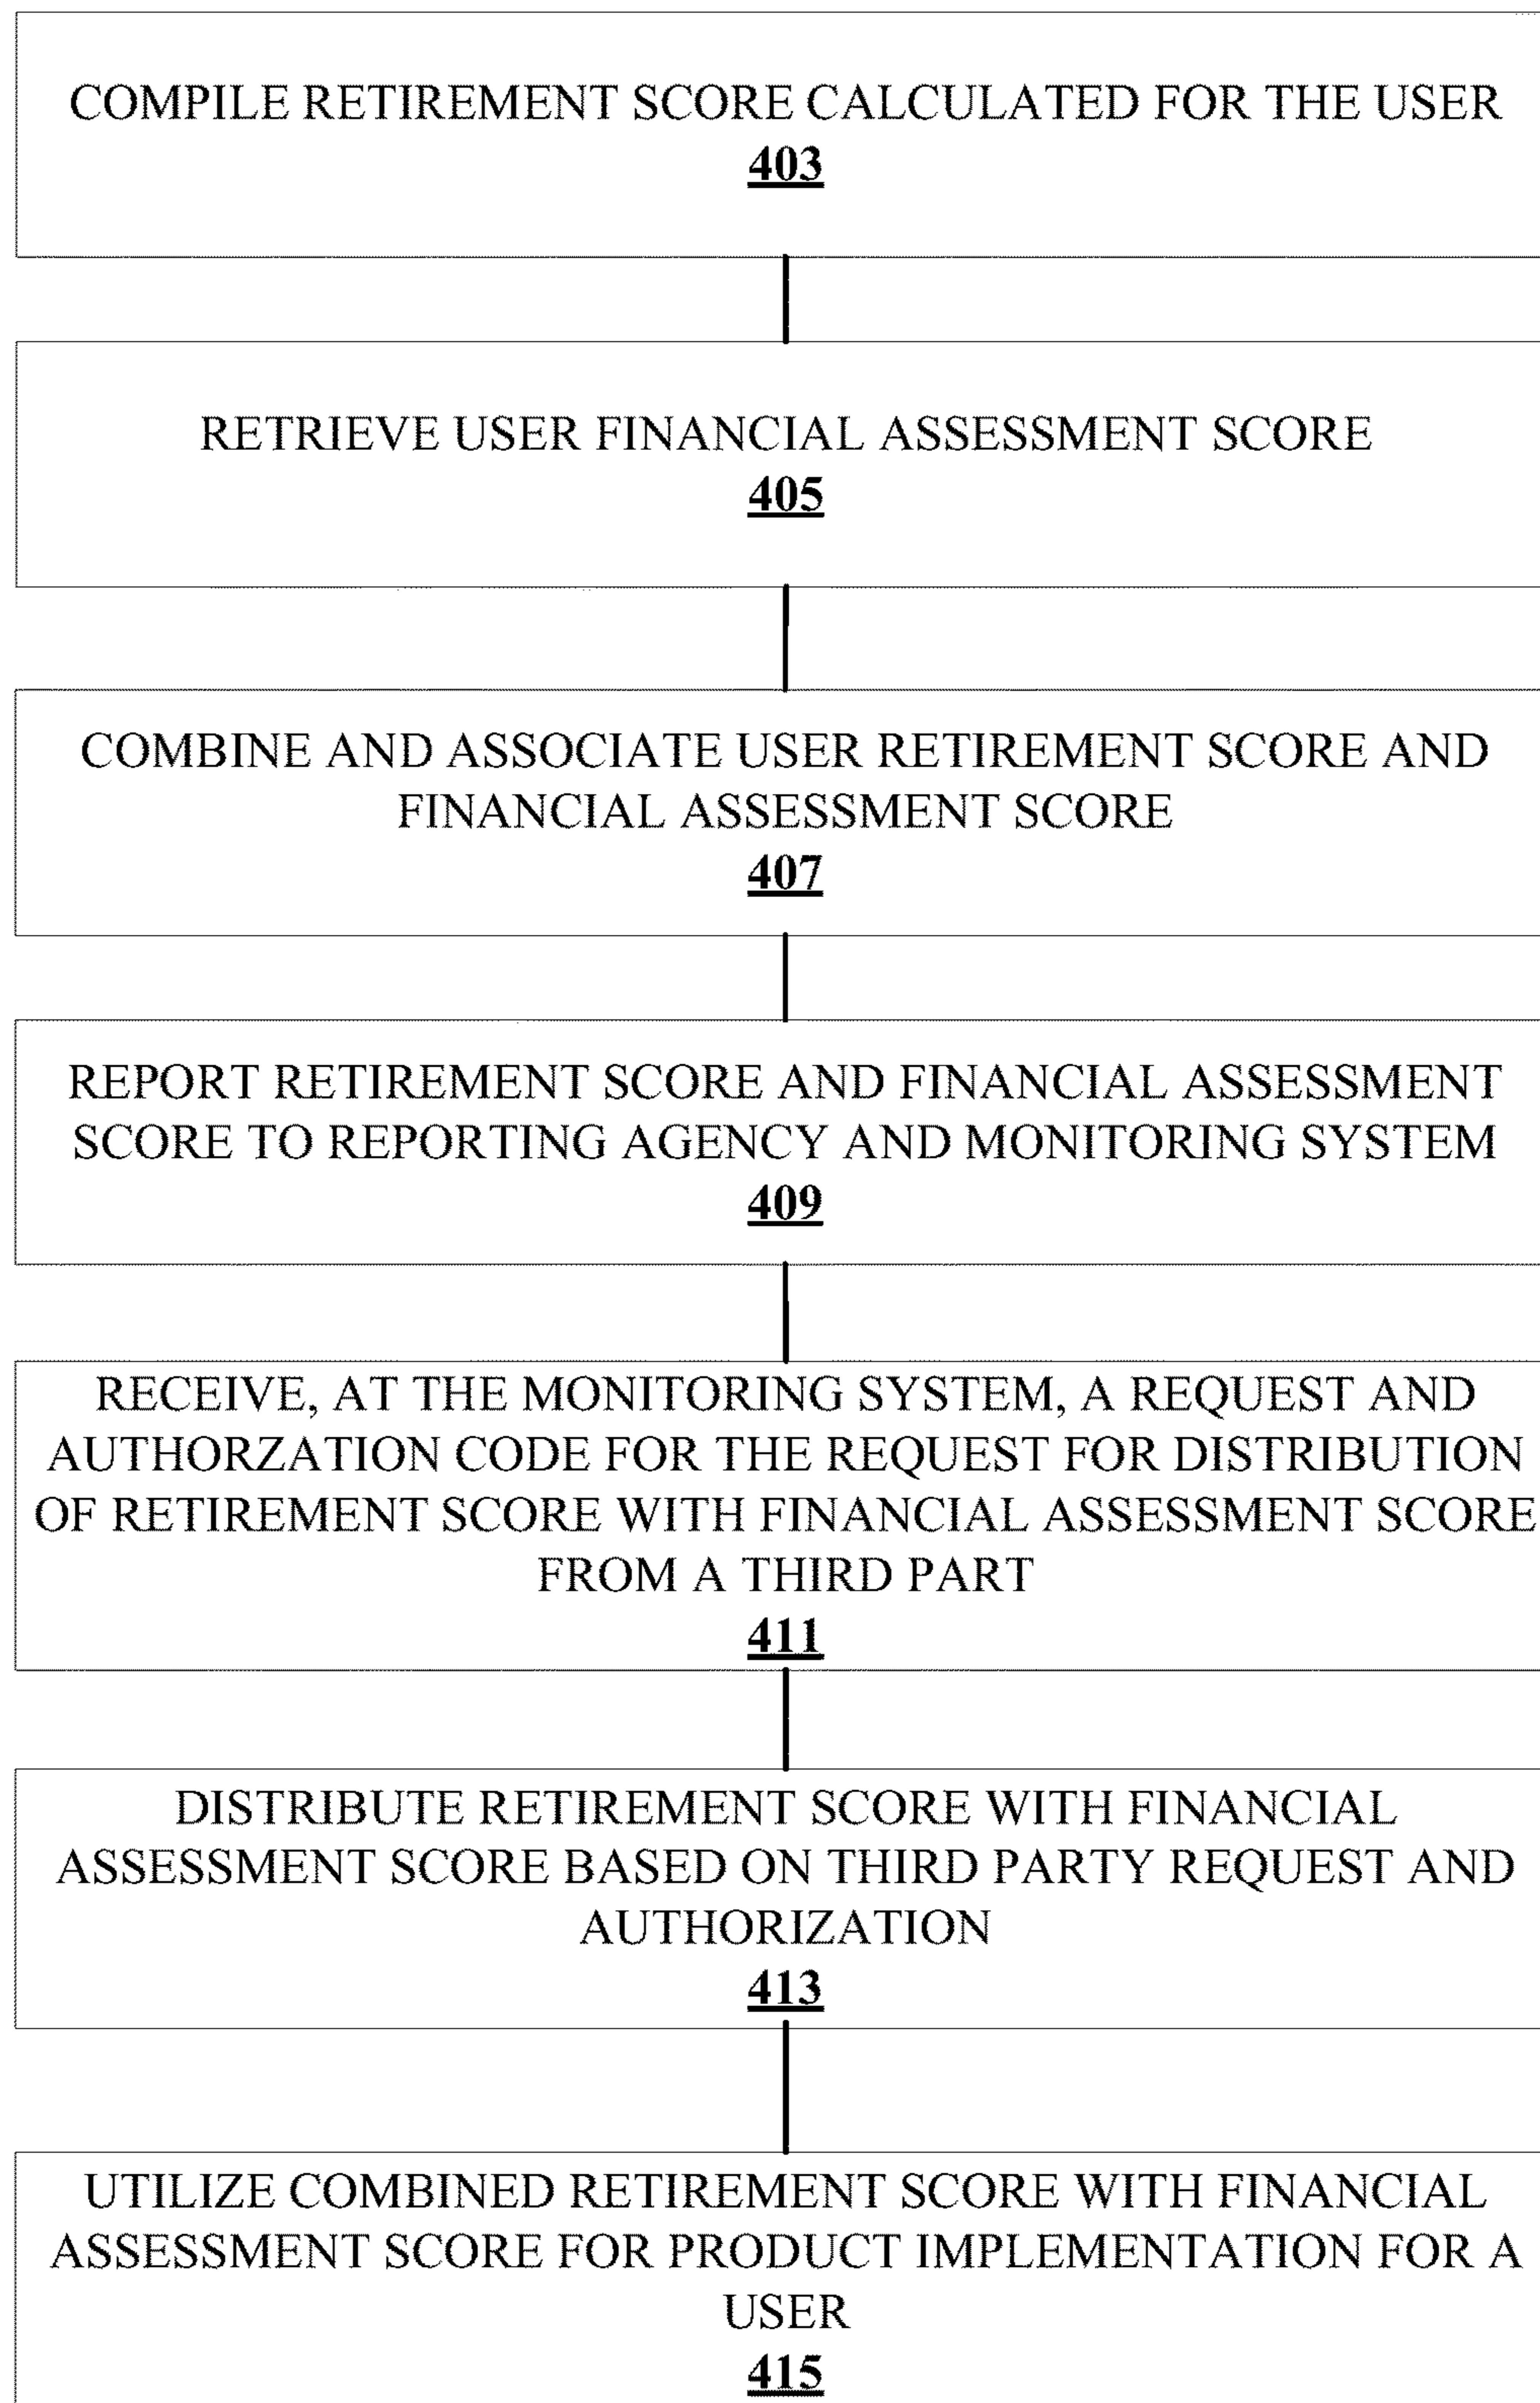 COMPILE RETIREMENT SCORE CALCULATED FOR THE USER
403
RETRIEVE USER FINANCIAL ASSESSMENT SCORE
405
COMBINE AND ASSOCIATE USER RETIREMENT SCORE AND
FINANCIAL ASSESSMENT SCORE
407
REPORT RETIREMENT SCORE AND FINANCIAL ASSESSMENT
SCORE TO REPORTING AGENCY AND MONITORING SYSTEM
409
RECEIVE, AT THE MONITORING SYSTEM, A REQUEST AND
AUTHORZATION CODE FOR THE REQUEST FOR DISTRIBUTION
OF RETIREMENT SCORE WITH FINANCIAL ASSESSMENT SCORE
FROM A THIRD PART
411
DISTRIBUTE RETIREMENT SCORE WITH FINANCIAL
ASSESSMENT SCORE BASED ON THIRD PARTY REQUEST AND
AUTHORIZATION
413
UTILIZE COMBINED RETIREMENT SCORE WITH FINANCIAL
ASSESSMENT SCORE FOR PRODUCT IMPLEMENTATION FOR A
USER
415